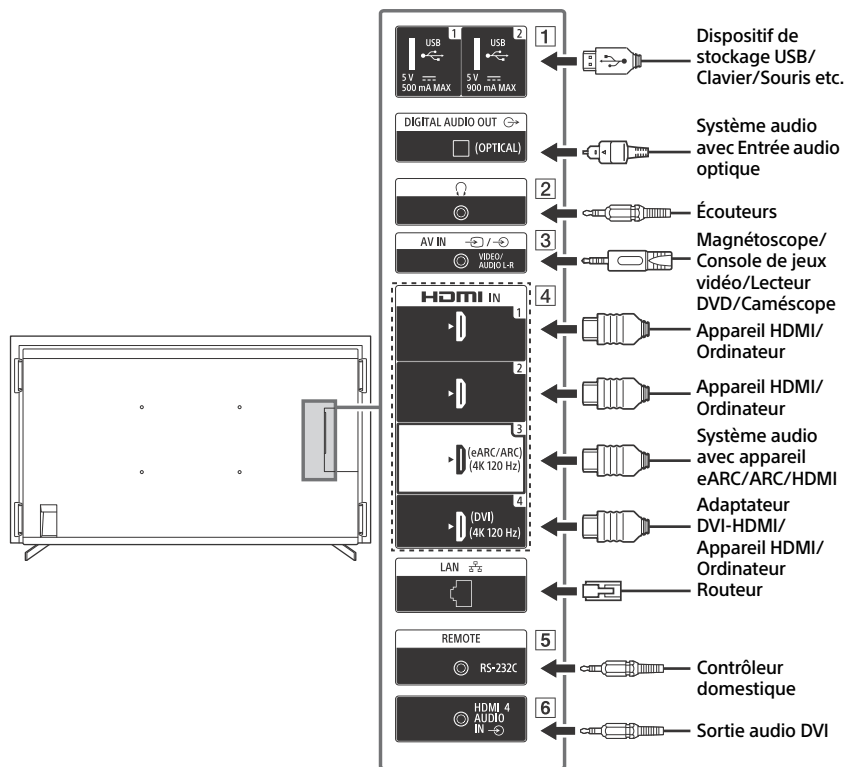 1
USB
5 V
500 mA MAX
2
USB
5 V
900 mA MAX
1
Dispositif de
stockage USB/
Clavier/Souris etc.
DIGITAL AUDIO OUT
(OPTICAL)
Système audio
avec Entrée audio
optique
2
Écouteurs
AV IN
/
VIDEO/
AUDIO L-R
3
Magnétoscope/
Console de jeux
vidéo/Lecteur
DVD/Caméscope
HDMI IN
4
1
Appareil HDMI/
Ordinateur
2
Appareil HDMI/
Ordinateur
3
(eARC/ARC)
(4K 120 Hz)
Système audio
avec appareil
eARC/ARC/HDMI
4
(DVI)
(4K 120 Hz)
Adaptateur
DVI-HDMI/
Appareil HDMI/
Ordinateur
LAN
Routeur
REMOTE
5
RS-232C
Contrôleur
domestique
HDMI 4
AUDIO
IN
6
Sortie audio DVI